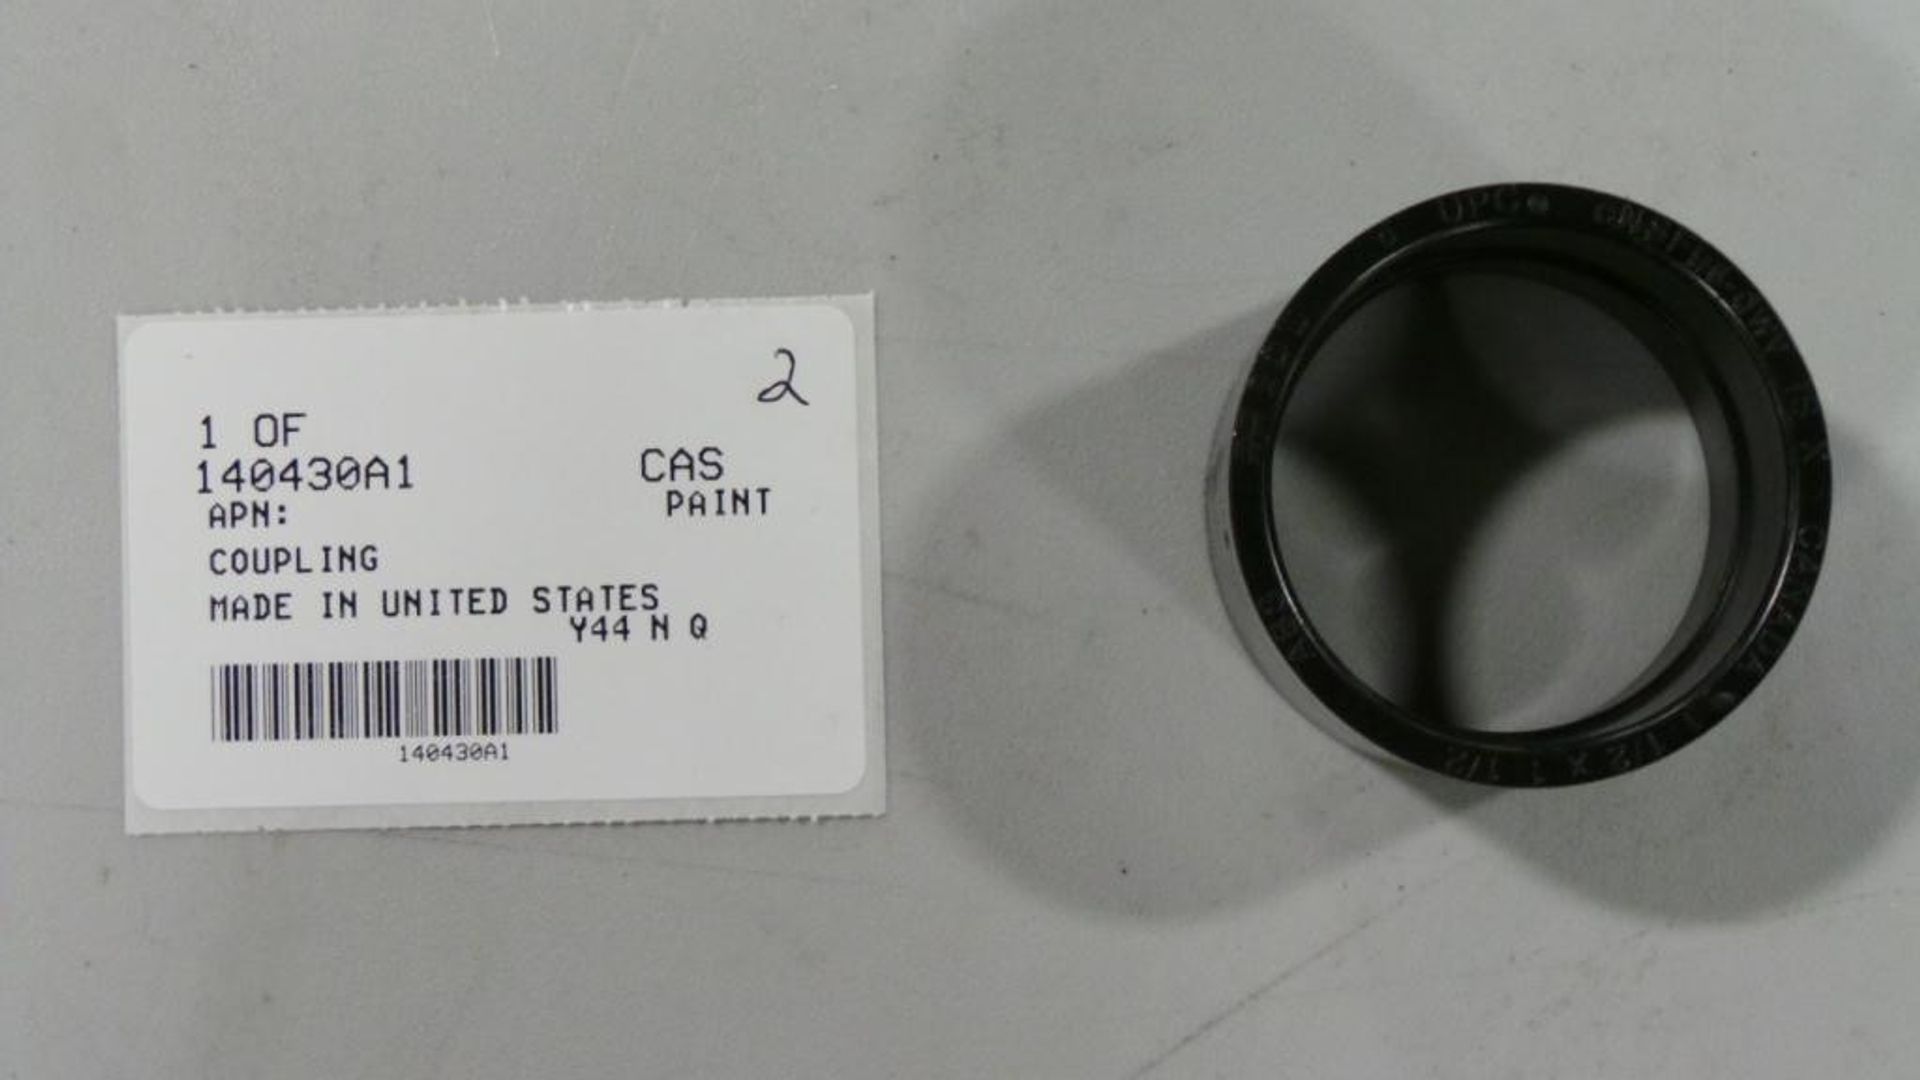 2
1 OF
140430A1 CAS
APN: PAINT
COUPLING
MADE IN UNITED STATES
Y44 N Q
140430A1
UPC
CANADA
1 1/2 X 1 1/2